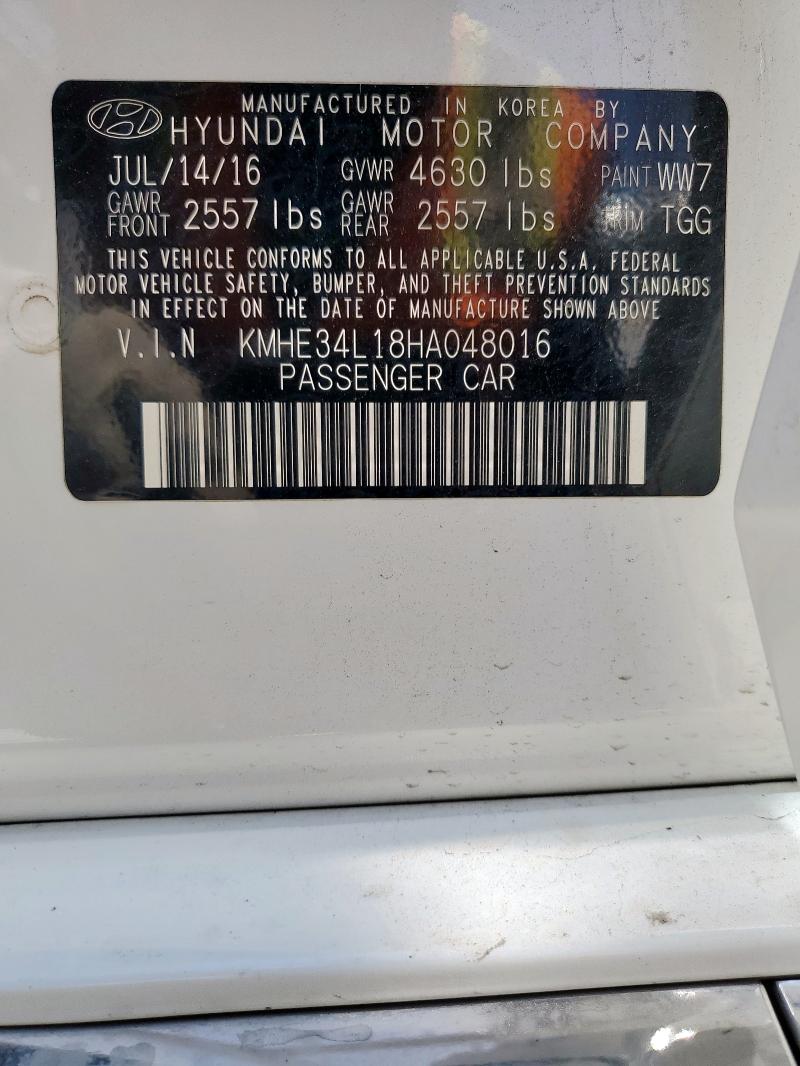 MANUFACTURED IN KOREA BY
HYUNDAI MOTOR COMPANY
JUL/14/16 GVWR 4630 lbs PAINT WW7
GAWR FRONT 2557 lbs GAWR REAR 2557 lbs TRIM TGG
THIS VEHICLE CONFORMS TO ALL APPLICABLE U.S.A. FEDERAL
MOTOR VEHICLE SAFETY, BUMPER, AND THEFT PREVENTION STANDARDS
IN EFFECT ON THE DATE OF MANUFACTURE SHOWN ABOVE
V.I.N KMHE34L18HA048016
PASSENGER CAR